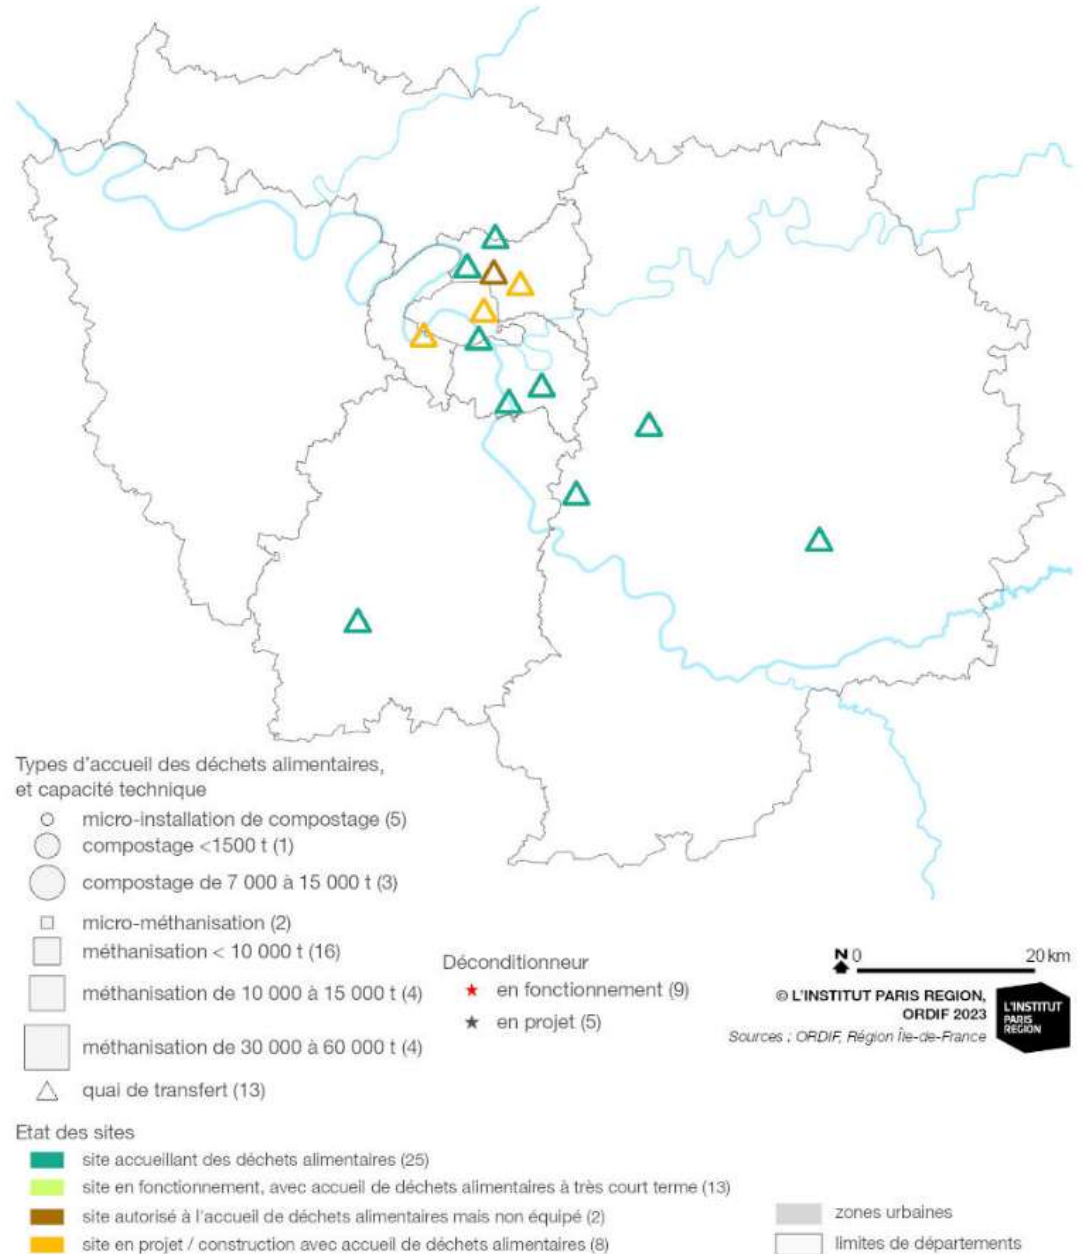 Types d'accueil des déchets alimentaires,
et capacité technique
micro-installation de compostage (5)
compostage <1500 t (1)
compostage de 7 000 à 15 000 t (3)
micro-méthanisation (2)
méthanisation < 10 000 t (16)
méthanisation de 10 000 à 15 000 t (4)
méthanisation de 30 000 à 60 000 t (4)
quai de transfert (13)
Déconditionneur
en fonctionnement (9)
en projet (5)
N 0 20 km
© L'INSTITUT PARIS REGION,
ORDIF 2023
Sources : ORDIF, Région Île-de-France
L'INSTITUT
PARIS
REGION
Etat des sites
site accueillant des déchets alimentaires (25)
site en fonctionnement, avec accueil de déchets alimentaires à très court terme (13)
site autorisé à l'accueil de déchets alimentaires mais non équipé (2)
site en projet / construction avec accueil de déchets alimentaires (8)
zones urbaines
limites de départements